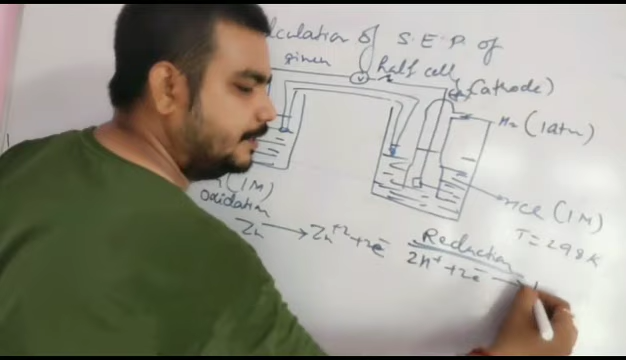 lculation of S.E.P. of
given half cell
(Cathode)
V
H₂ (1atm)
(1M)
HCl (1M)
T = 298K
Oxidation
Zn → Zn⁺² + 2e⁻
Reduction
2H⁺ + 2e⁻ →